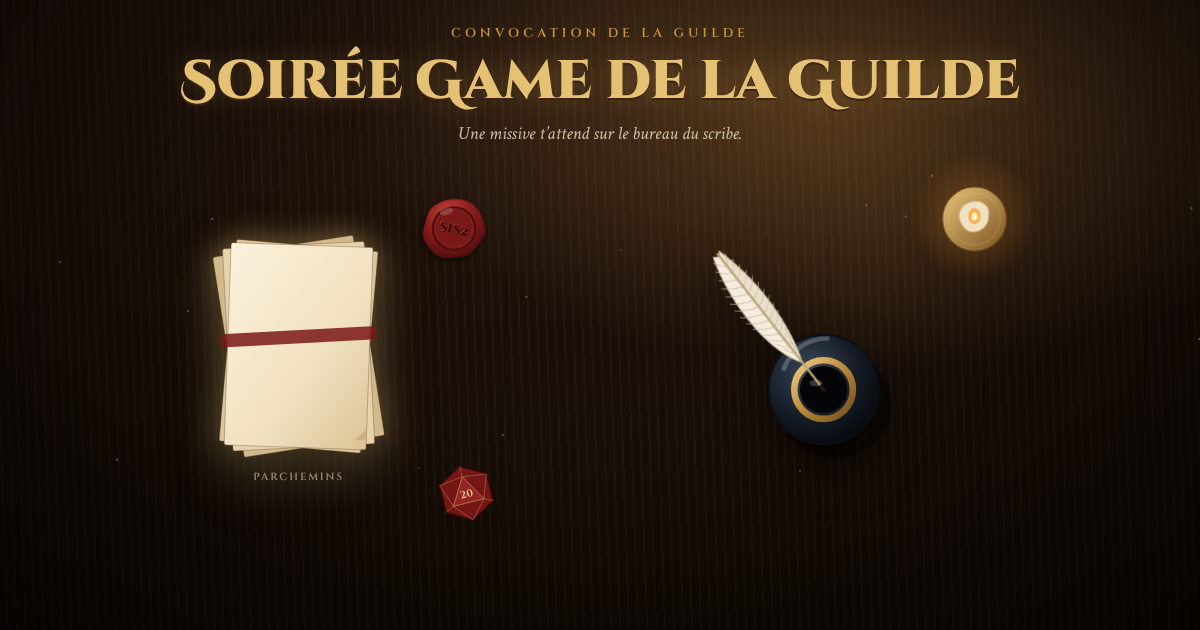 CONVOCATION DE LA GUILDE
SOIRÉE GAME DE LA GUILDE
Une missive t'attend sur le bureau du scribe.
SIS2
PARCHEMINS
20